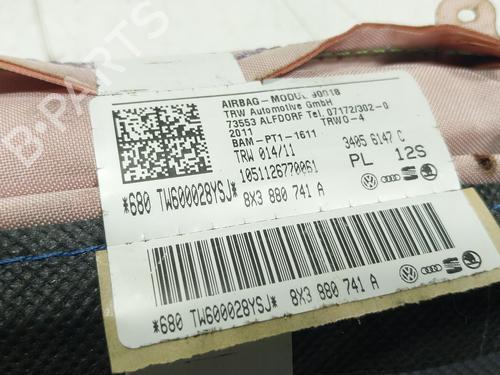 B-PARTS
AIRBAG-MODUL 90018
TRW Automotive GmbH
73553 ALFDORF Tel. 07172/302-0
2011 TRWO-4
BAM-PT1-1611
TRW 014/11 3405 6147 C
1051126770061 PL 12S
*680 TW600028YSJ* 8X3 880 741 A
*680 TW600028YSJ* 8X3 880 741 A